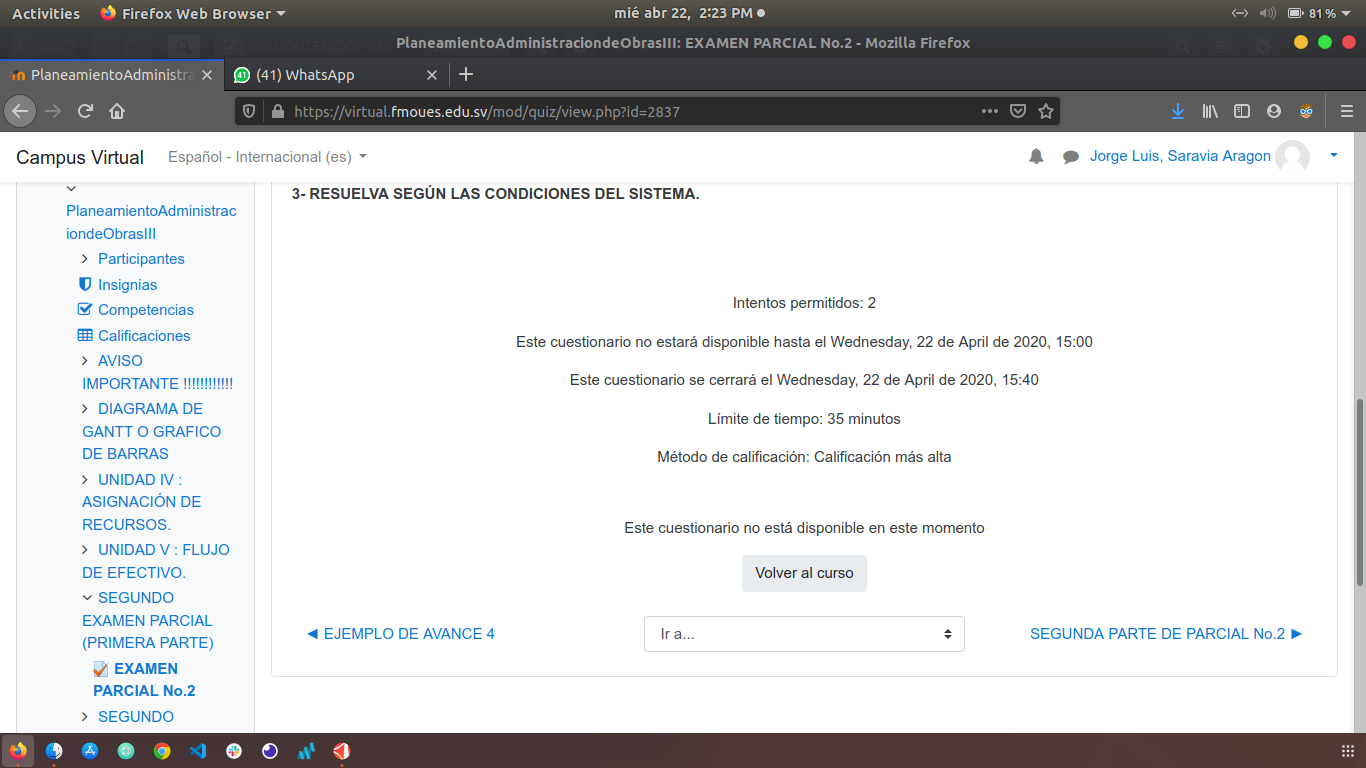 Activities
Firefox Web Browser
mié abr 22, 2:23 PM
81 %
PlaneamientoAdministraciondeObrasIII: EXAMEN PARCIAL No.2 - Mozilla Firefox
PlaneamientoAdministra
41
(41) WhatsApp
https://virtual.fmoues.edu.sv/mod/quiz/view.php?id=2837
Campus Virtual
Español - Internacional (es)
Jorge Luis, Saravia Aragon
PlaneamientoAdministrac
iondeObrasIII
Participantes
Insignias
Competencias
Calificaciones
AVISO
IMPORTANTE !!!!!!!!!!!!
DIAGRAMA DE
GANTT O GRAFICO
DE BARRAS
UNIDAD IV :
ASIGNACIÓN DE
RECURSOS.
UNIDAD V : FLUJO
DE EFECTIVO.
SEGUNDO
EXAMEN PARCIAL
(PRIMERA PARTE)
EXAMEN
PARCIAL No.2
SEGUNDO
3- RESUELVA SEGÚN LAS CONDICIONES DEL SISTEMA.
Intentos permitidos: 2
Este cuestionario no estará disponible hasta el Wednesday, 22 de April de 2020, 15:00
Este cuestionario se cerrará el Wednesday, 22 de April de 2020, 15:40
Límite de tiempo: 35 minutos
Método de calificación: Calificación más alta
Este cuestionario no está disponible en este momento
Volver al curso
◄ EJEMPLO DE AVANCE 4
Ir a...
SEGUNDA PARTE DE PARCIAL No.2 ►